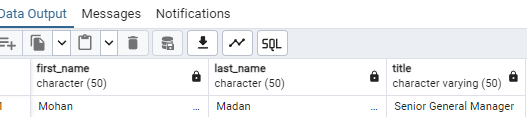 Data Output Messages Notifications
SQL
first_name last_name title
character (50) character (50) character varying (50)
Mohan ... Madan ... Senior General Manager